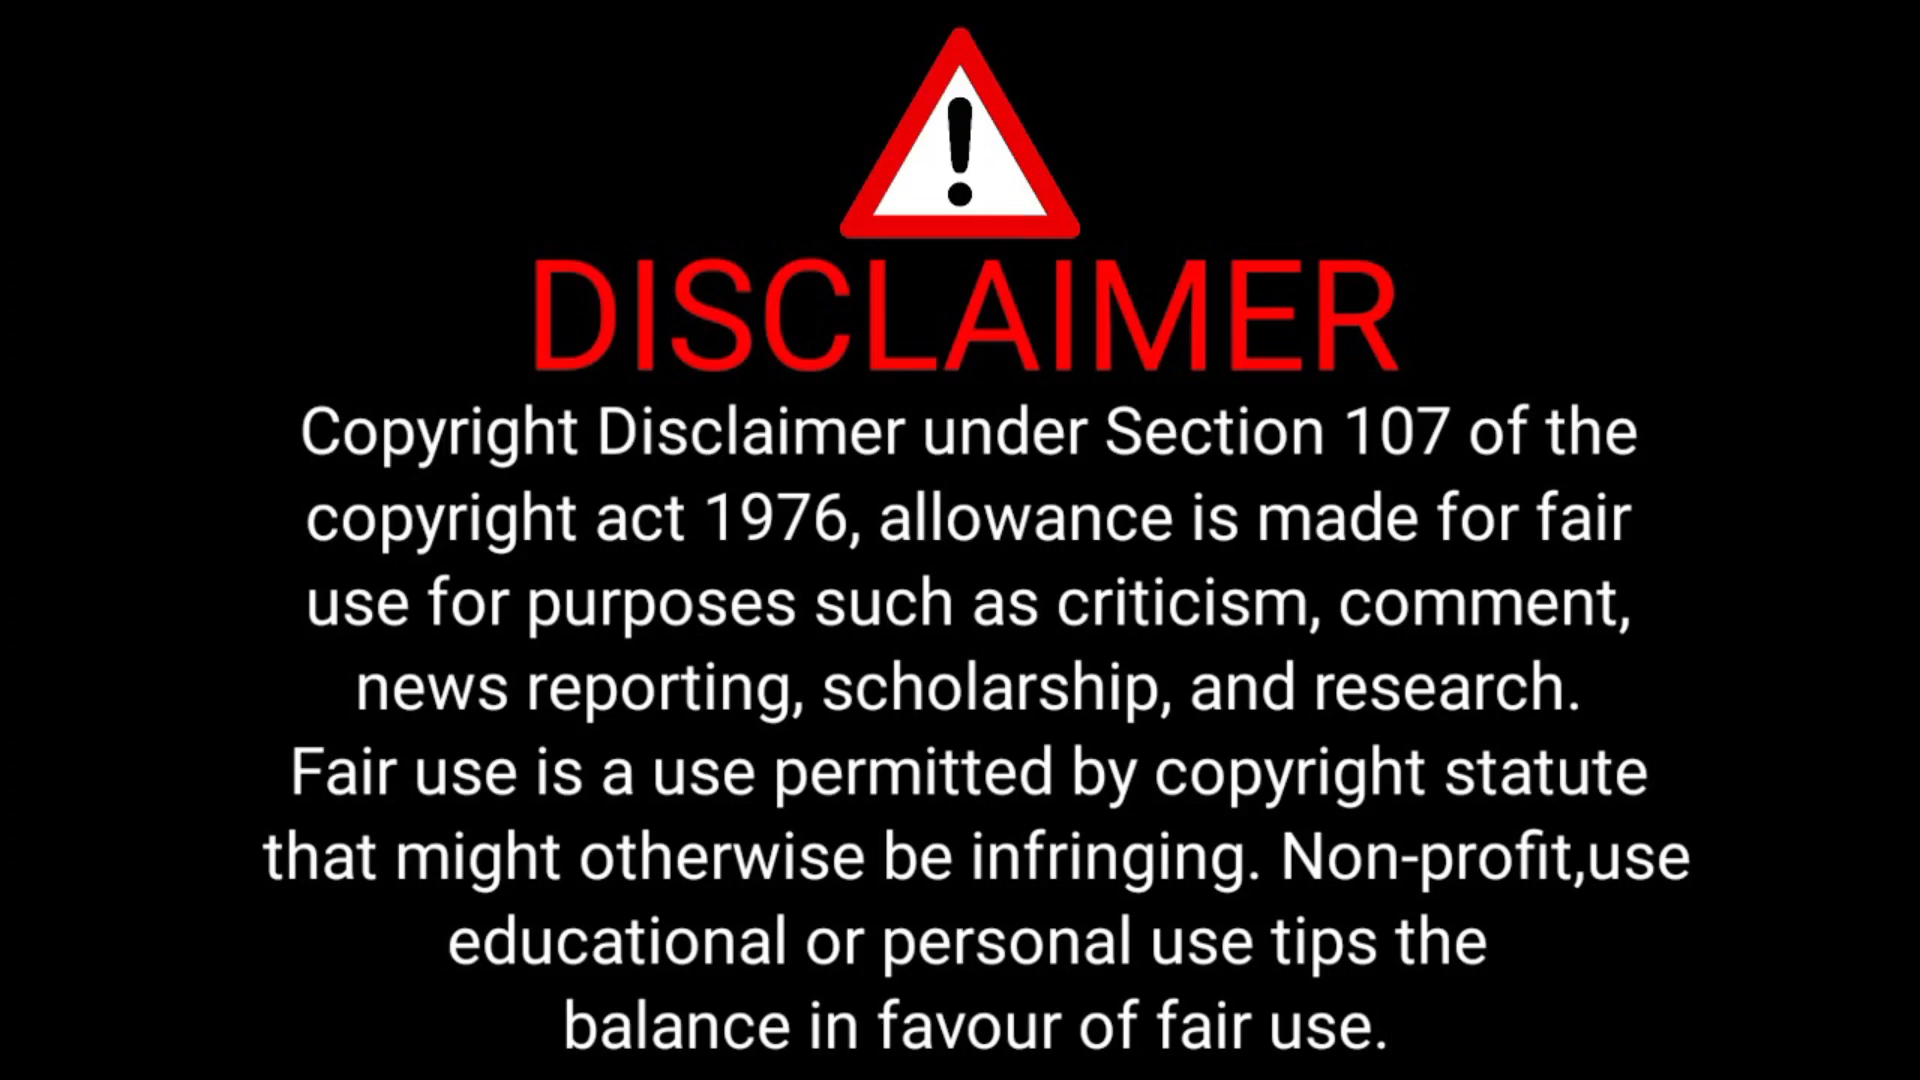 DISCLAIMER
Copyright Disclaimer under Section 107 of the
copyright act 1976, allowance is made for fair
use for purposes such as criticism, comment,
news reporting, scholarship, and research.
Fair use is a use permitted by copyright statute
that might otherwise be infringing. Non-profit,use
educational or personal use tips the
balance in favour of fair use.